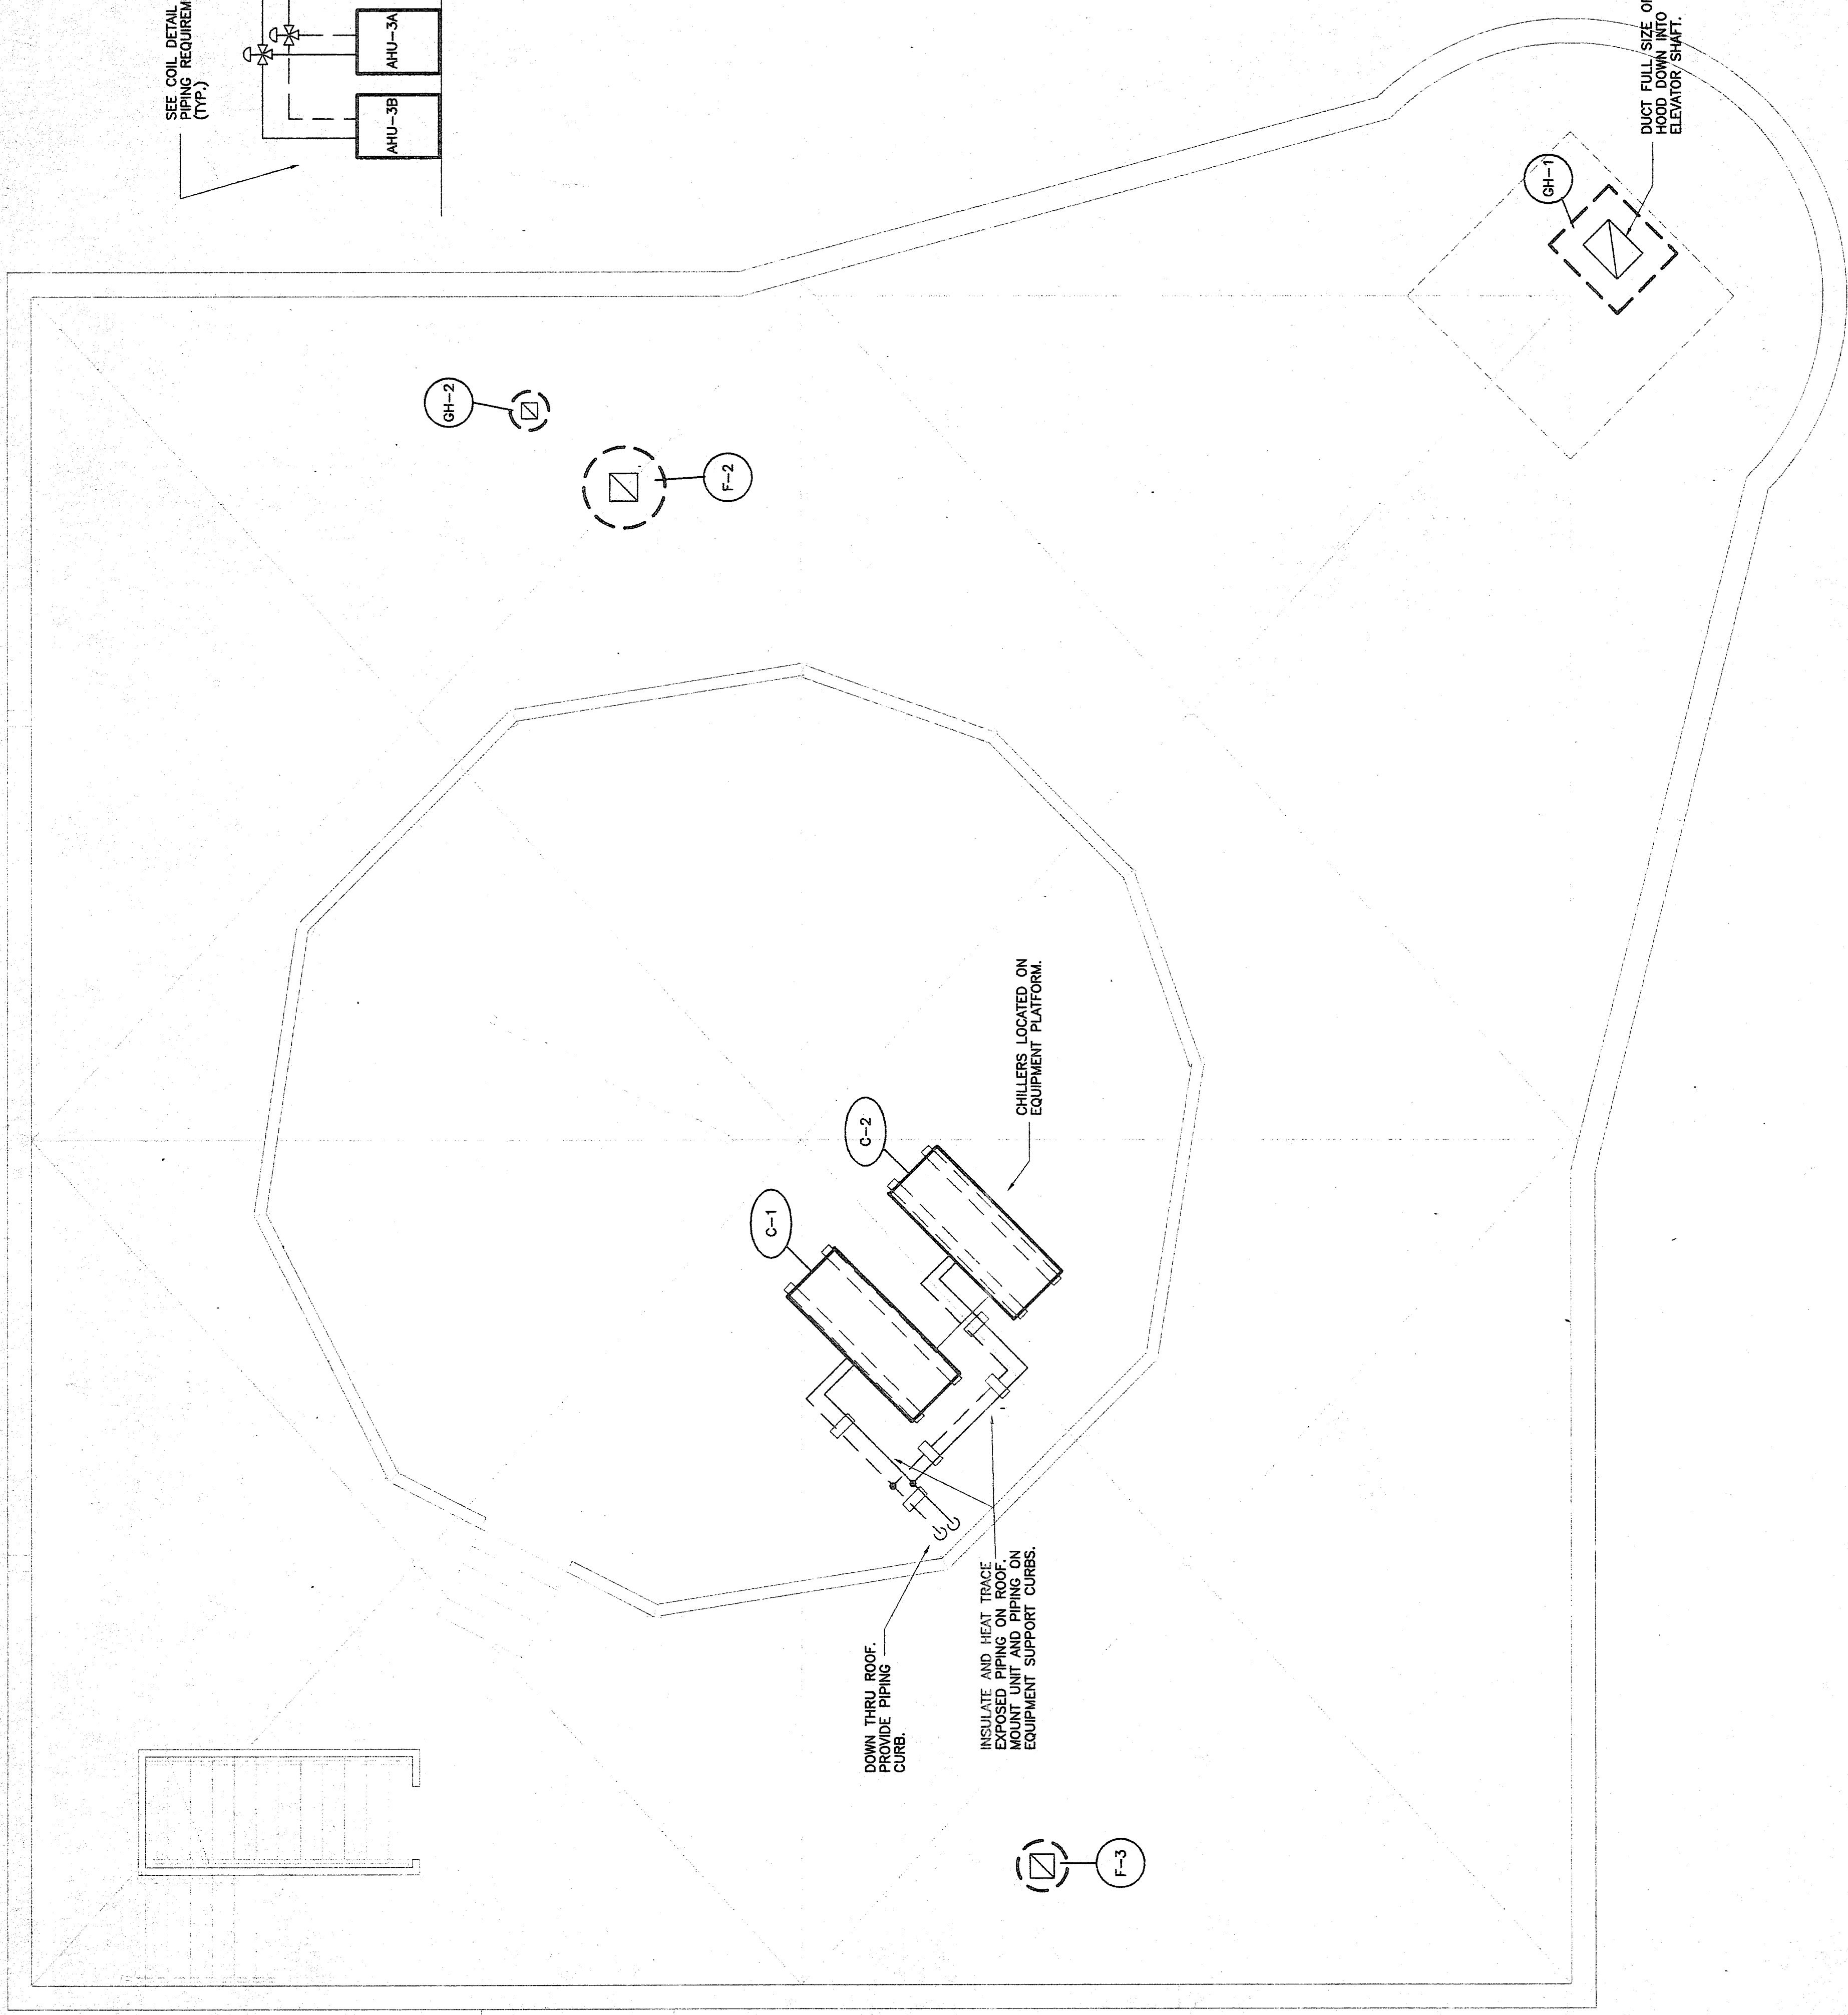 SEE COIL DETAIL
PIPING REQUIREM
(TYP.)
AHU-3A
AHU-3B
DUCT FULL SIZE OF
HOOD DOWN INTO
ELEVATOR SHAFT.
GH-1
GH-2
F-2
CHILLERS LOCATED ON
EQUIPMENT PLATFORM.
C-2
C-1
DOWN THRU ROOF.
PROVIDE PIPING
CURB.
INSULATE AND HEAT TRACE
EXPOSED PIPING ON ROOF.
MOUNT UNIT AND PIPING ON
EQUIPMENT SUPPORT CURBS.
F-3